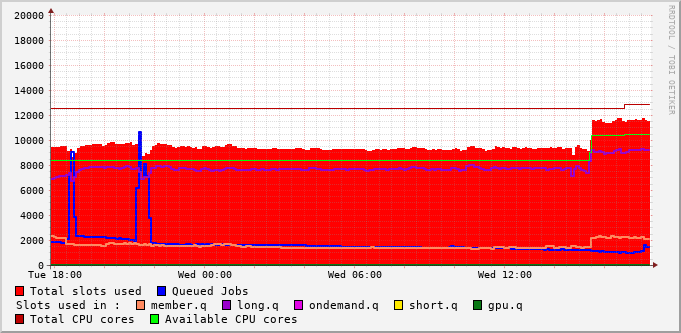 20000
18000
16000
14000
12000
10000
8000
6000
4000
2000
0
Tue 18:00 Wed 00:00 Wed 06:00 Wed 12:00
RRDTOOL / TOBI OETIKER
Total slots used Queued Jobs
Slots used in : member.q long.q ondemand.q short.q gpu.q
Total CPU cores Available CPU cores